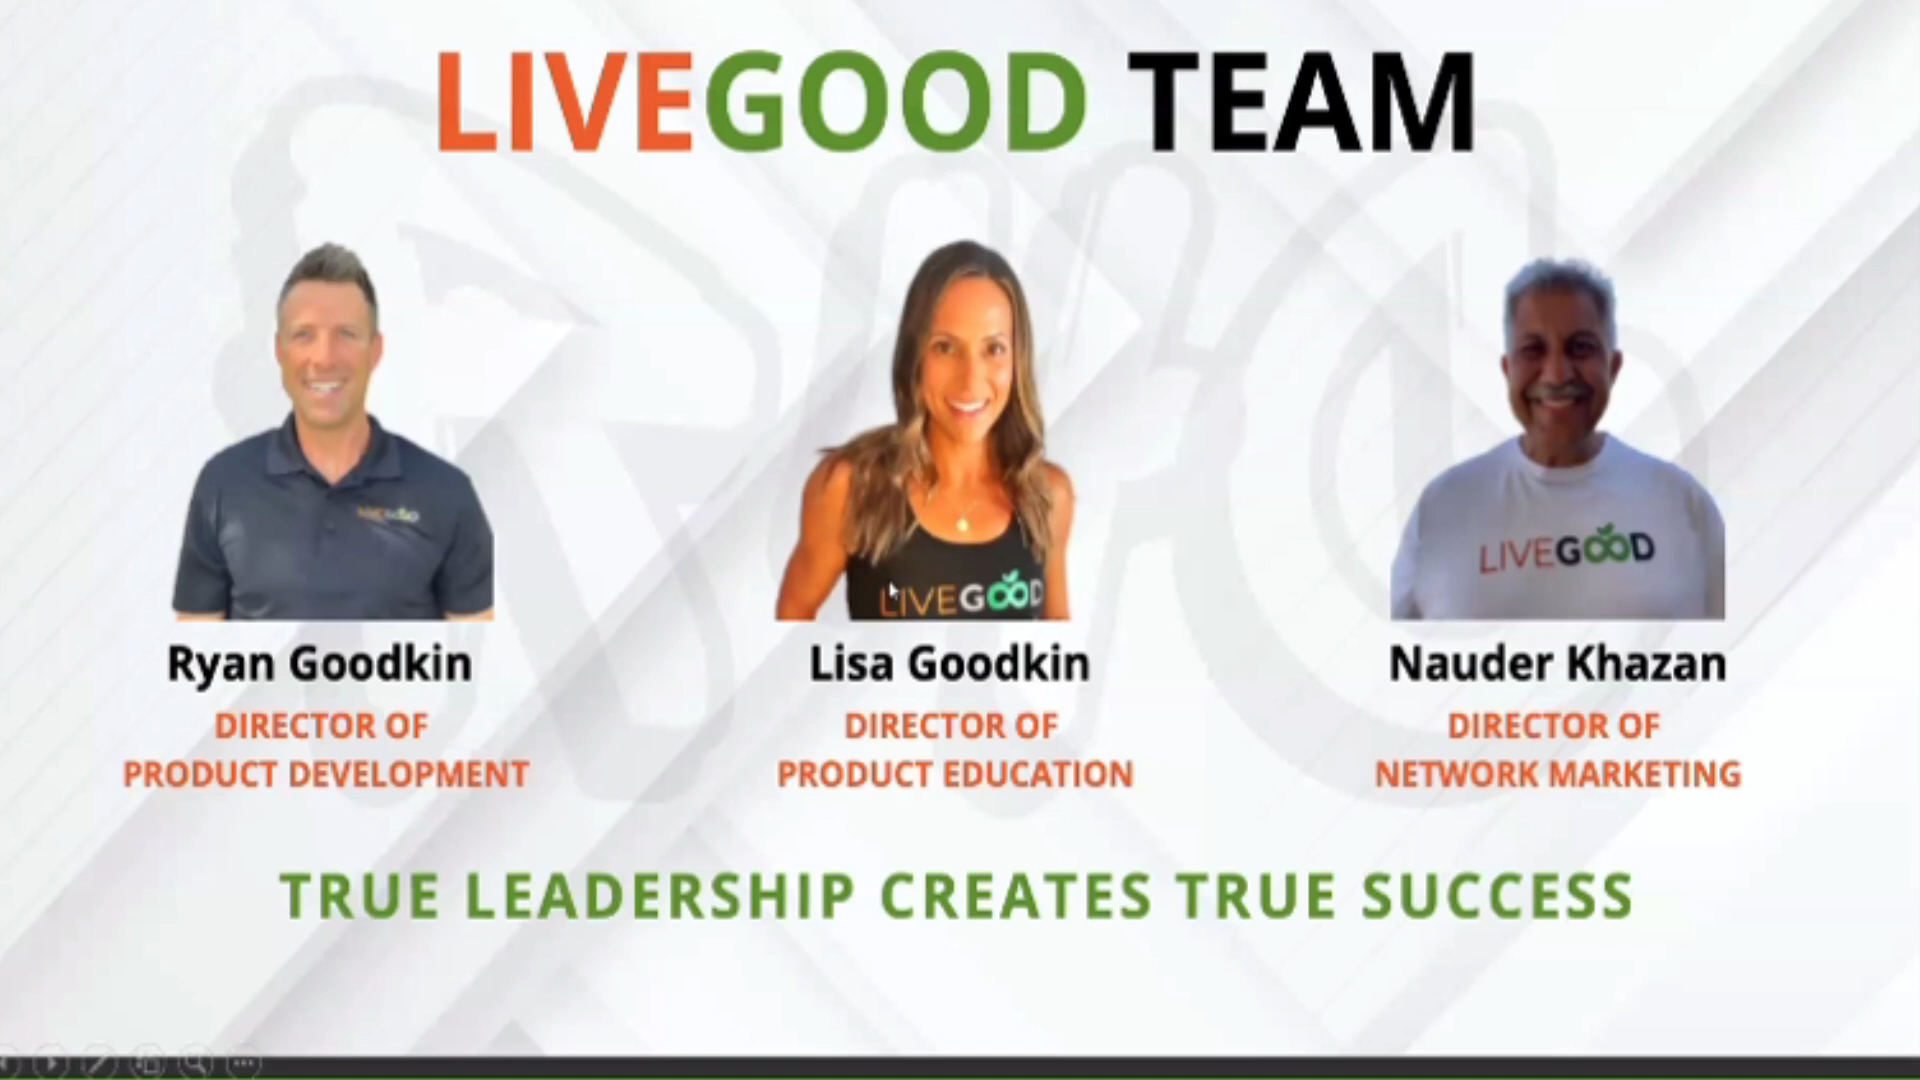 LIVEGOOD TEAM
LIVEGOOD
LIVEGOOD
Ryan Goodkin
Lisa Goodkin
Nauder Khazan
DIRECTOR OF
PRODUCT DEVELOPMENT
DIRECTOR OF
PRODUCT EDUCATION
DIRECTOR OF
NETWORK MARKETING
TRUE LEADERSHIP CREATES TRUE SUCCESS